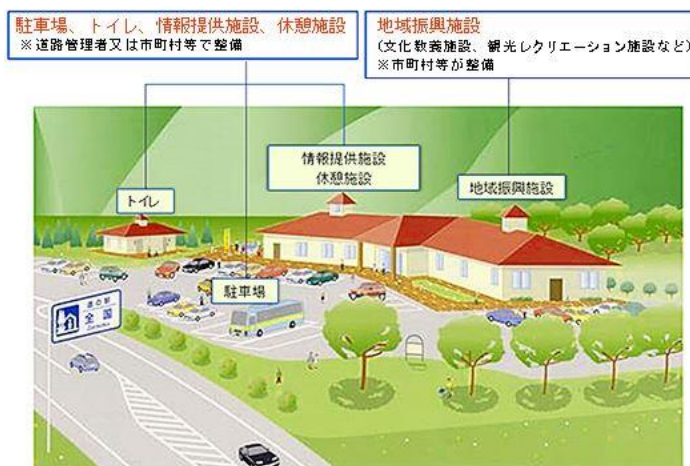 駐車場、トイレ、情報提供施設、休憩施設
※道路管理者又は市町村等で整備
地域振興施設
(文化教養施設、観光レクリエーション施設など)
※市町村等が整備
情報提供施設
休憩施設
トイレ
地域振興施設
駐車場
道の駅
全国